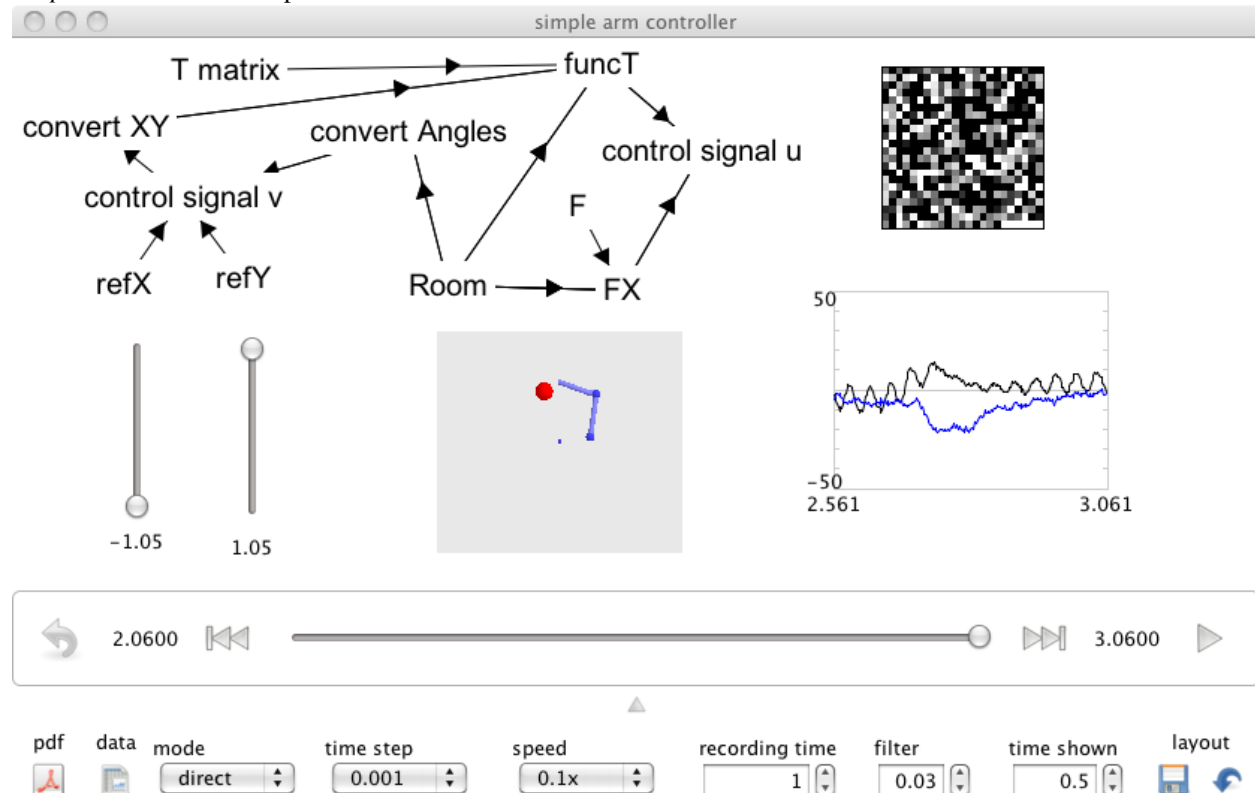 simple arm controller
T matrix
funcT
convert XY
convert Angles
control signal u
control signal v
F
refX
refY
Room
FX
50
-50
2.561
3.061
-1.05
1.05
2.0600
3.0600
pdf
data
mode
time step
speed
recording time
filter
time shown
layout
direct
0.001
0.1x
1
0.03
0.5